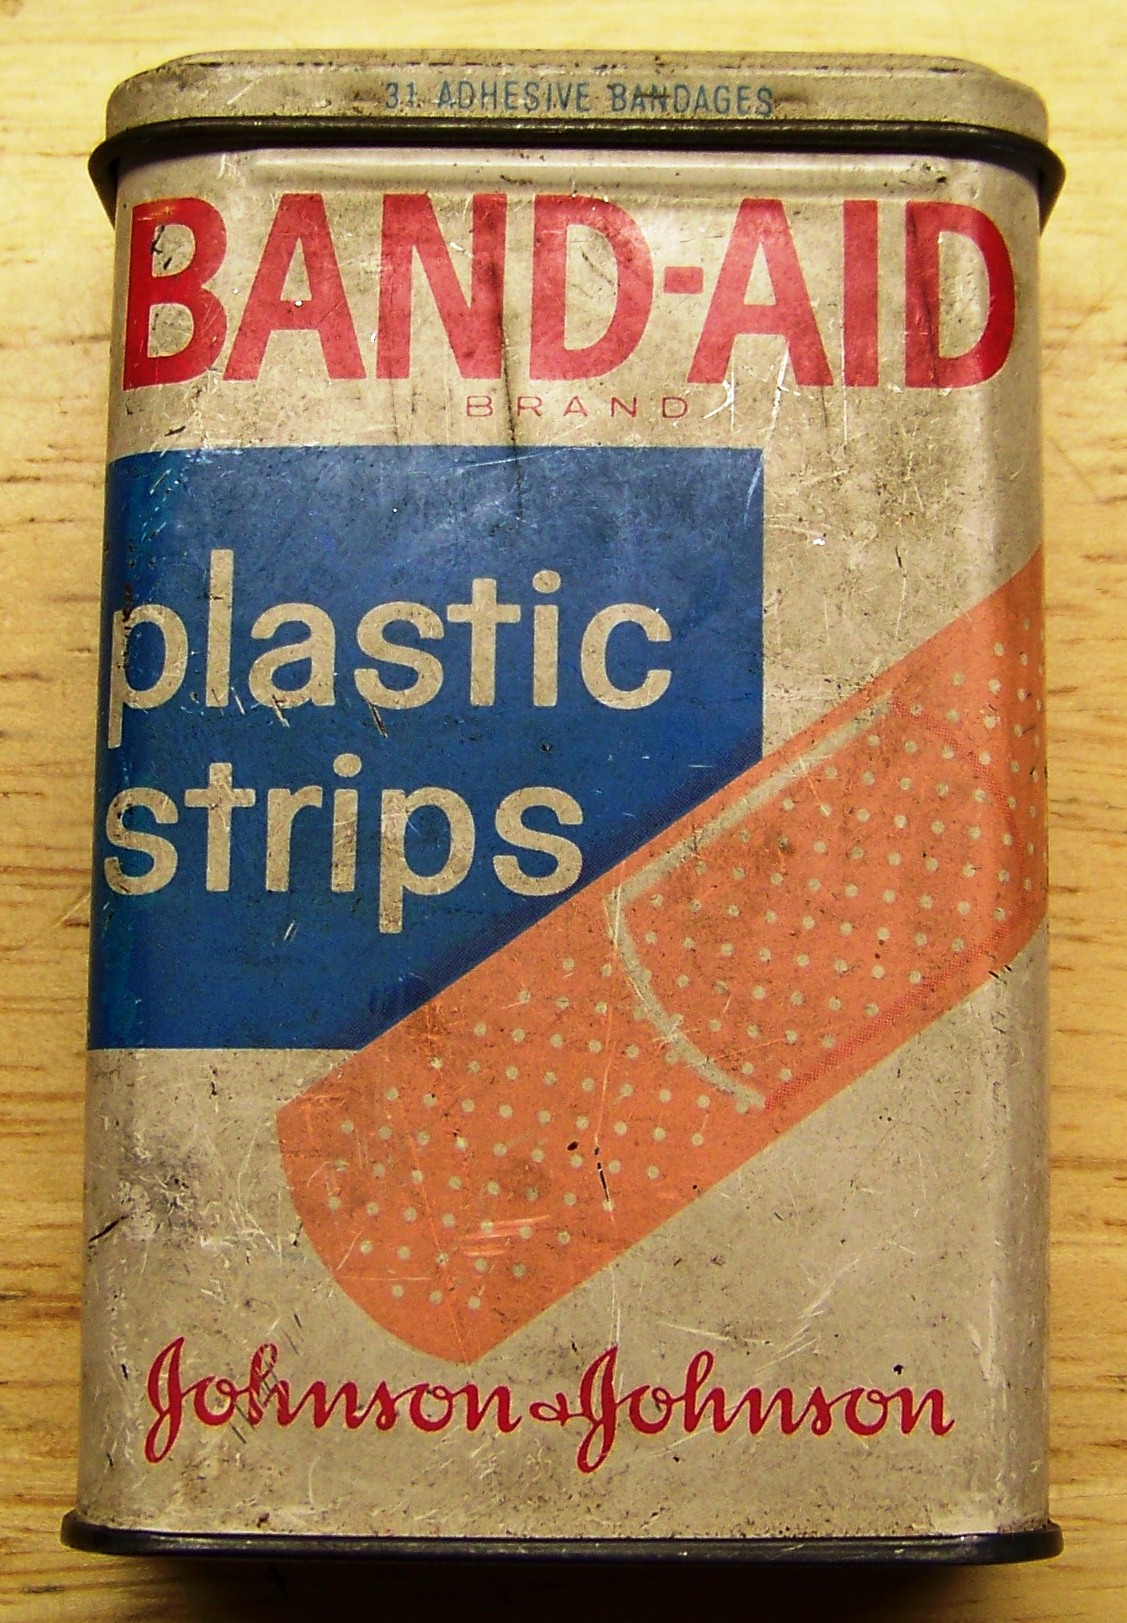 31 ADHESIVE BANDAGES
BAND-AID
BRAND
plastic
strips
Johnson & Johnson